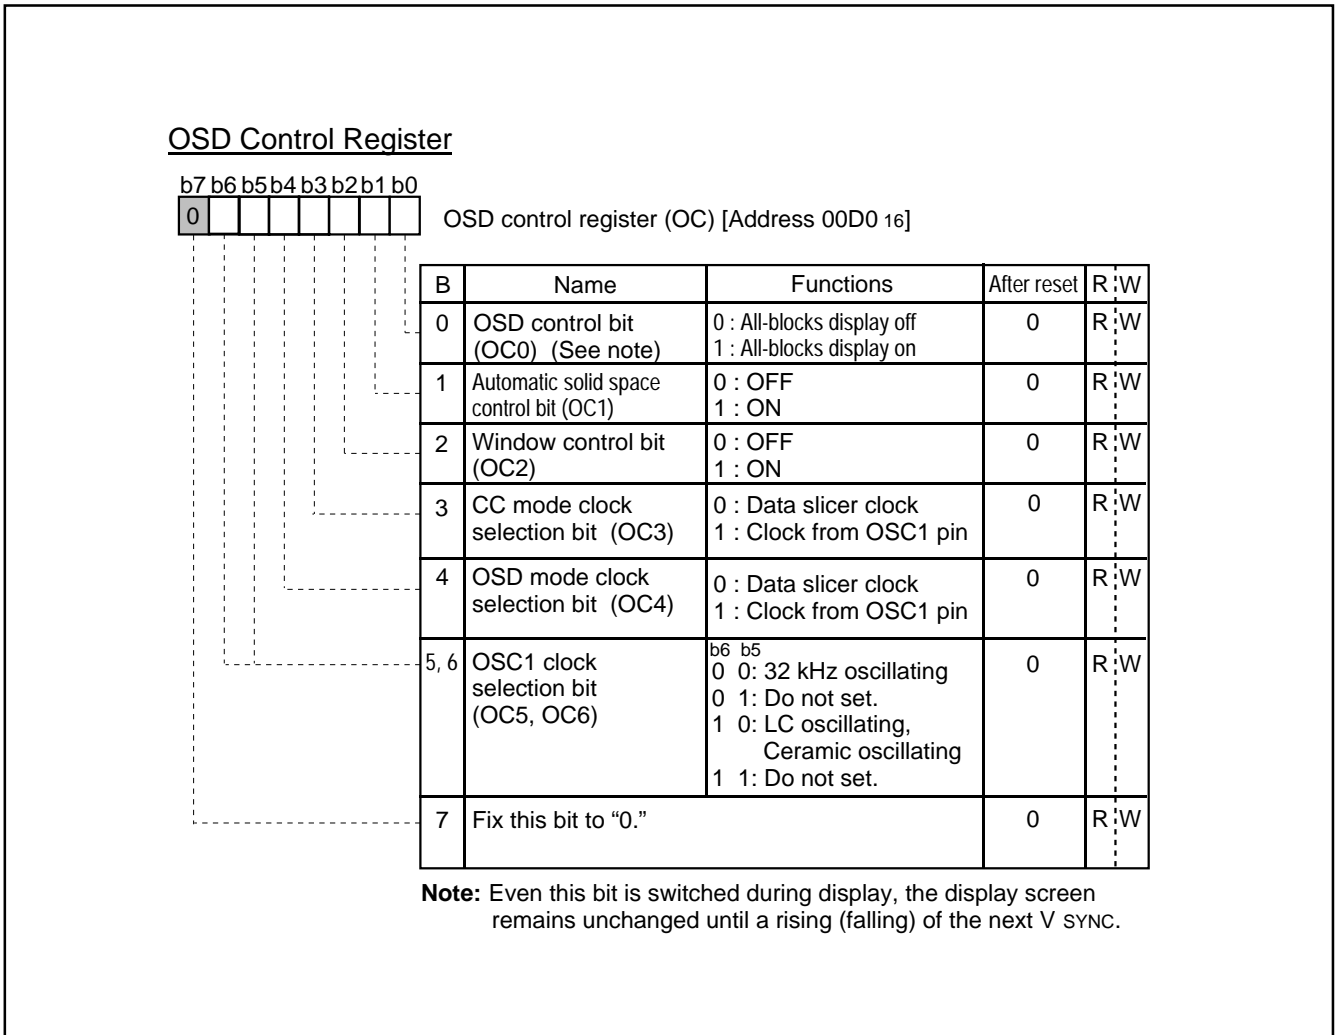 OSD Control Register
b7 b6 b5 b4 b3 b2 b1 b0
0
OSD control register (OC) [Address 00D0 16]
B Name Functions After reset R W
0 OSD control bit (OC0) (See note) 0 : All-blocks display off 0 R W
1 : All-blocks display on
1 Automatic solid space control bit (OC1) 0 : OFF 0 R W
1 : ON
2 Window control bit (OC2) 0 : OFF 0 R W
1 : ON
3 CC mode clock selection bit (OC3) 0 : Data slicer clock 0 R W
1 : Clock from OSC1 pin
4 OSD mode clock selection bit (OC4) 0 : Data slicer clock 0 R W
1 : Clock from OSC1 pin
5, 6 OSC1 clock selection bit (OC5, OC6) b6 b5 0 R W
0 0: 32 kHz oscillating
0 1: Do not set.
1 0: LC oscillating,
Ceramic oscillating
1 1: Do not set.
7 Fix this bit to “0.” 0 R W
Note: Even this bit is switched during display, the display screen
remains unchanged until a rising (falling) of the next V SYNC.